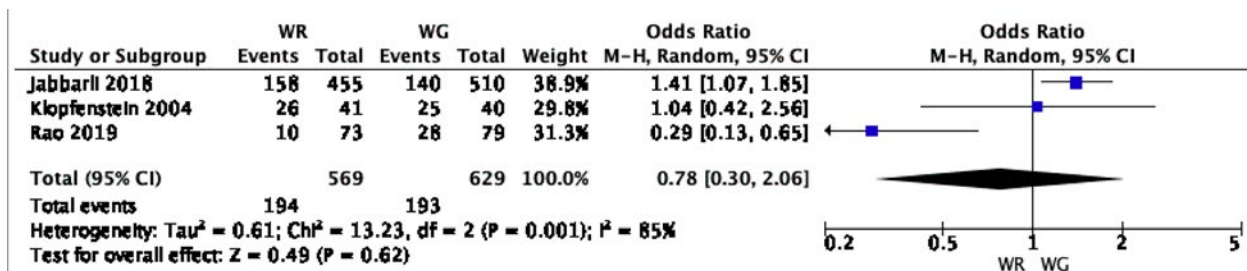 WR WG Odds Ratio Odds Ratio
Study or Subgroup Events Total Events Total Weight M-H, Random, 95% CI M-H, Random, 95% CI
Jabbarli 2018 158 455 140 510 38.9% 1.41 [1.07, 1.85]
Klopfenstein 2004 26 41 25 40 29.8% 1.04 [0.42, 2.56]
Rao 2019 10 73 28 79 31.3% 0.29 [0.13, 0.65]
Total (95% CI) 569 629 100.0% 0.78 [0.30, 2.06]
Total events 194 193
Heterogeneity: Tau² = 0.61; Chi² = 13.23, df = 2 (P = 0.001); I² = 85%
Test for overall effect: Z = 0.49 (P = 0.62)
0.2 0.5 1 2 5
WR WG